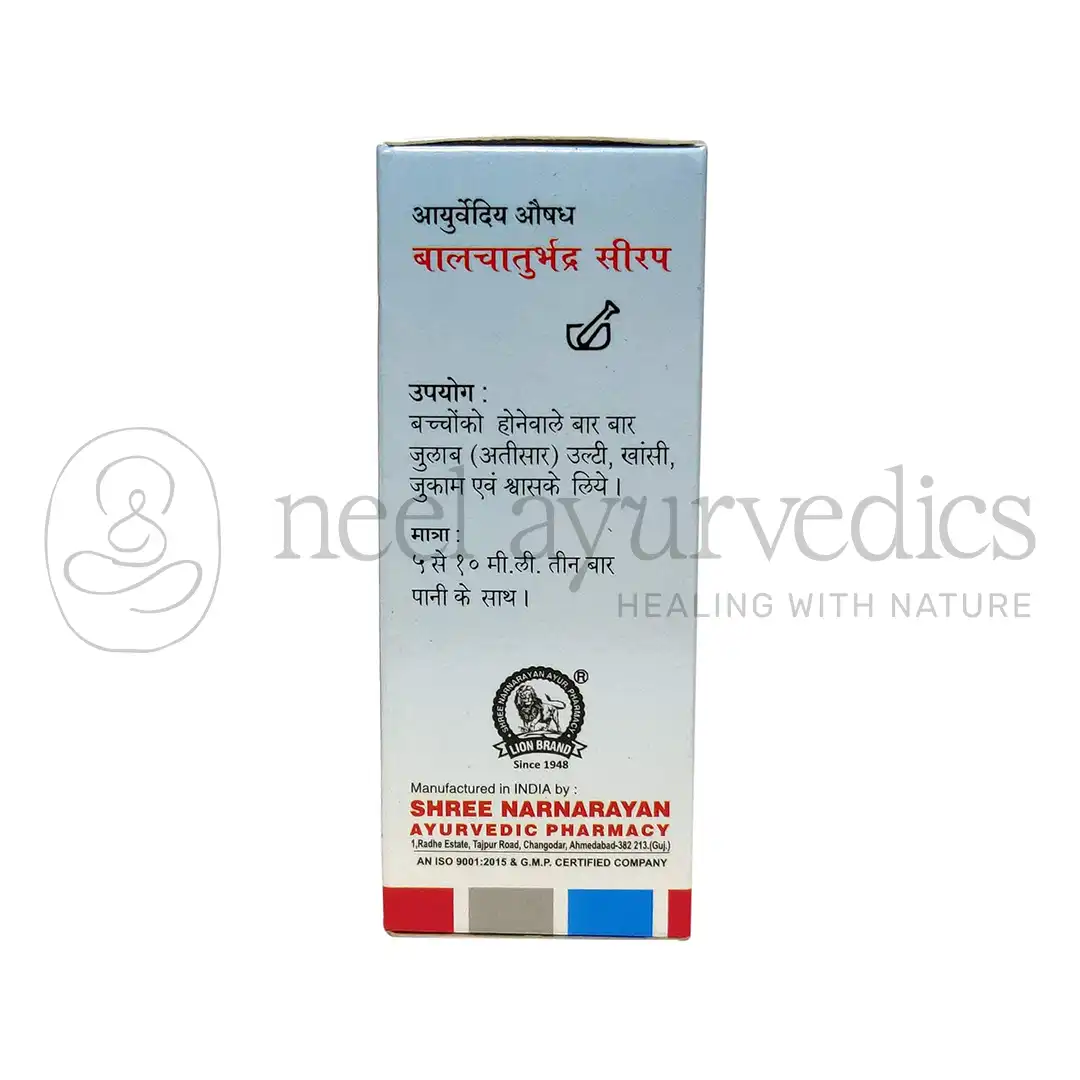 आयुर्वेदिय औषध
बालचातुर्भद्र सीरप
उपयोग :
बच्चोंको होनेवाले बार बार
जुलाब (अतीसार) उल्टी, खांसी,
जुकाम एवं श्वासके लिये।
मात्रा :
५ से १० मी.ली. तीन बार
पानी के साथ।
neel ayurvedics
HEALING WITH NATURE
SHREE NARNARAYAN AYUR. PHARMACY
®
LION BRAND
Since 1948
Manufactured in INDIA by :
SHREE NARNARAYAN
AYURVEDIC PHARMACY
1,Radhe Estate, Tajpur Road, Changodar, Ahmedabad-382 213.(Guj.)
AN ISO 9001:2015 & G.M.P. CERTIFIED COMPANY